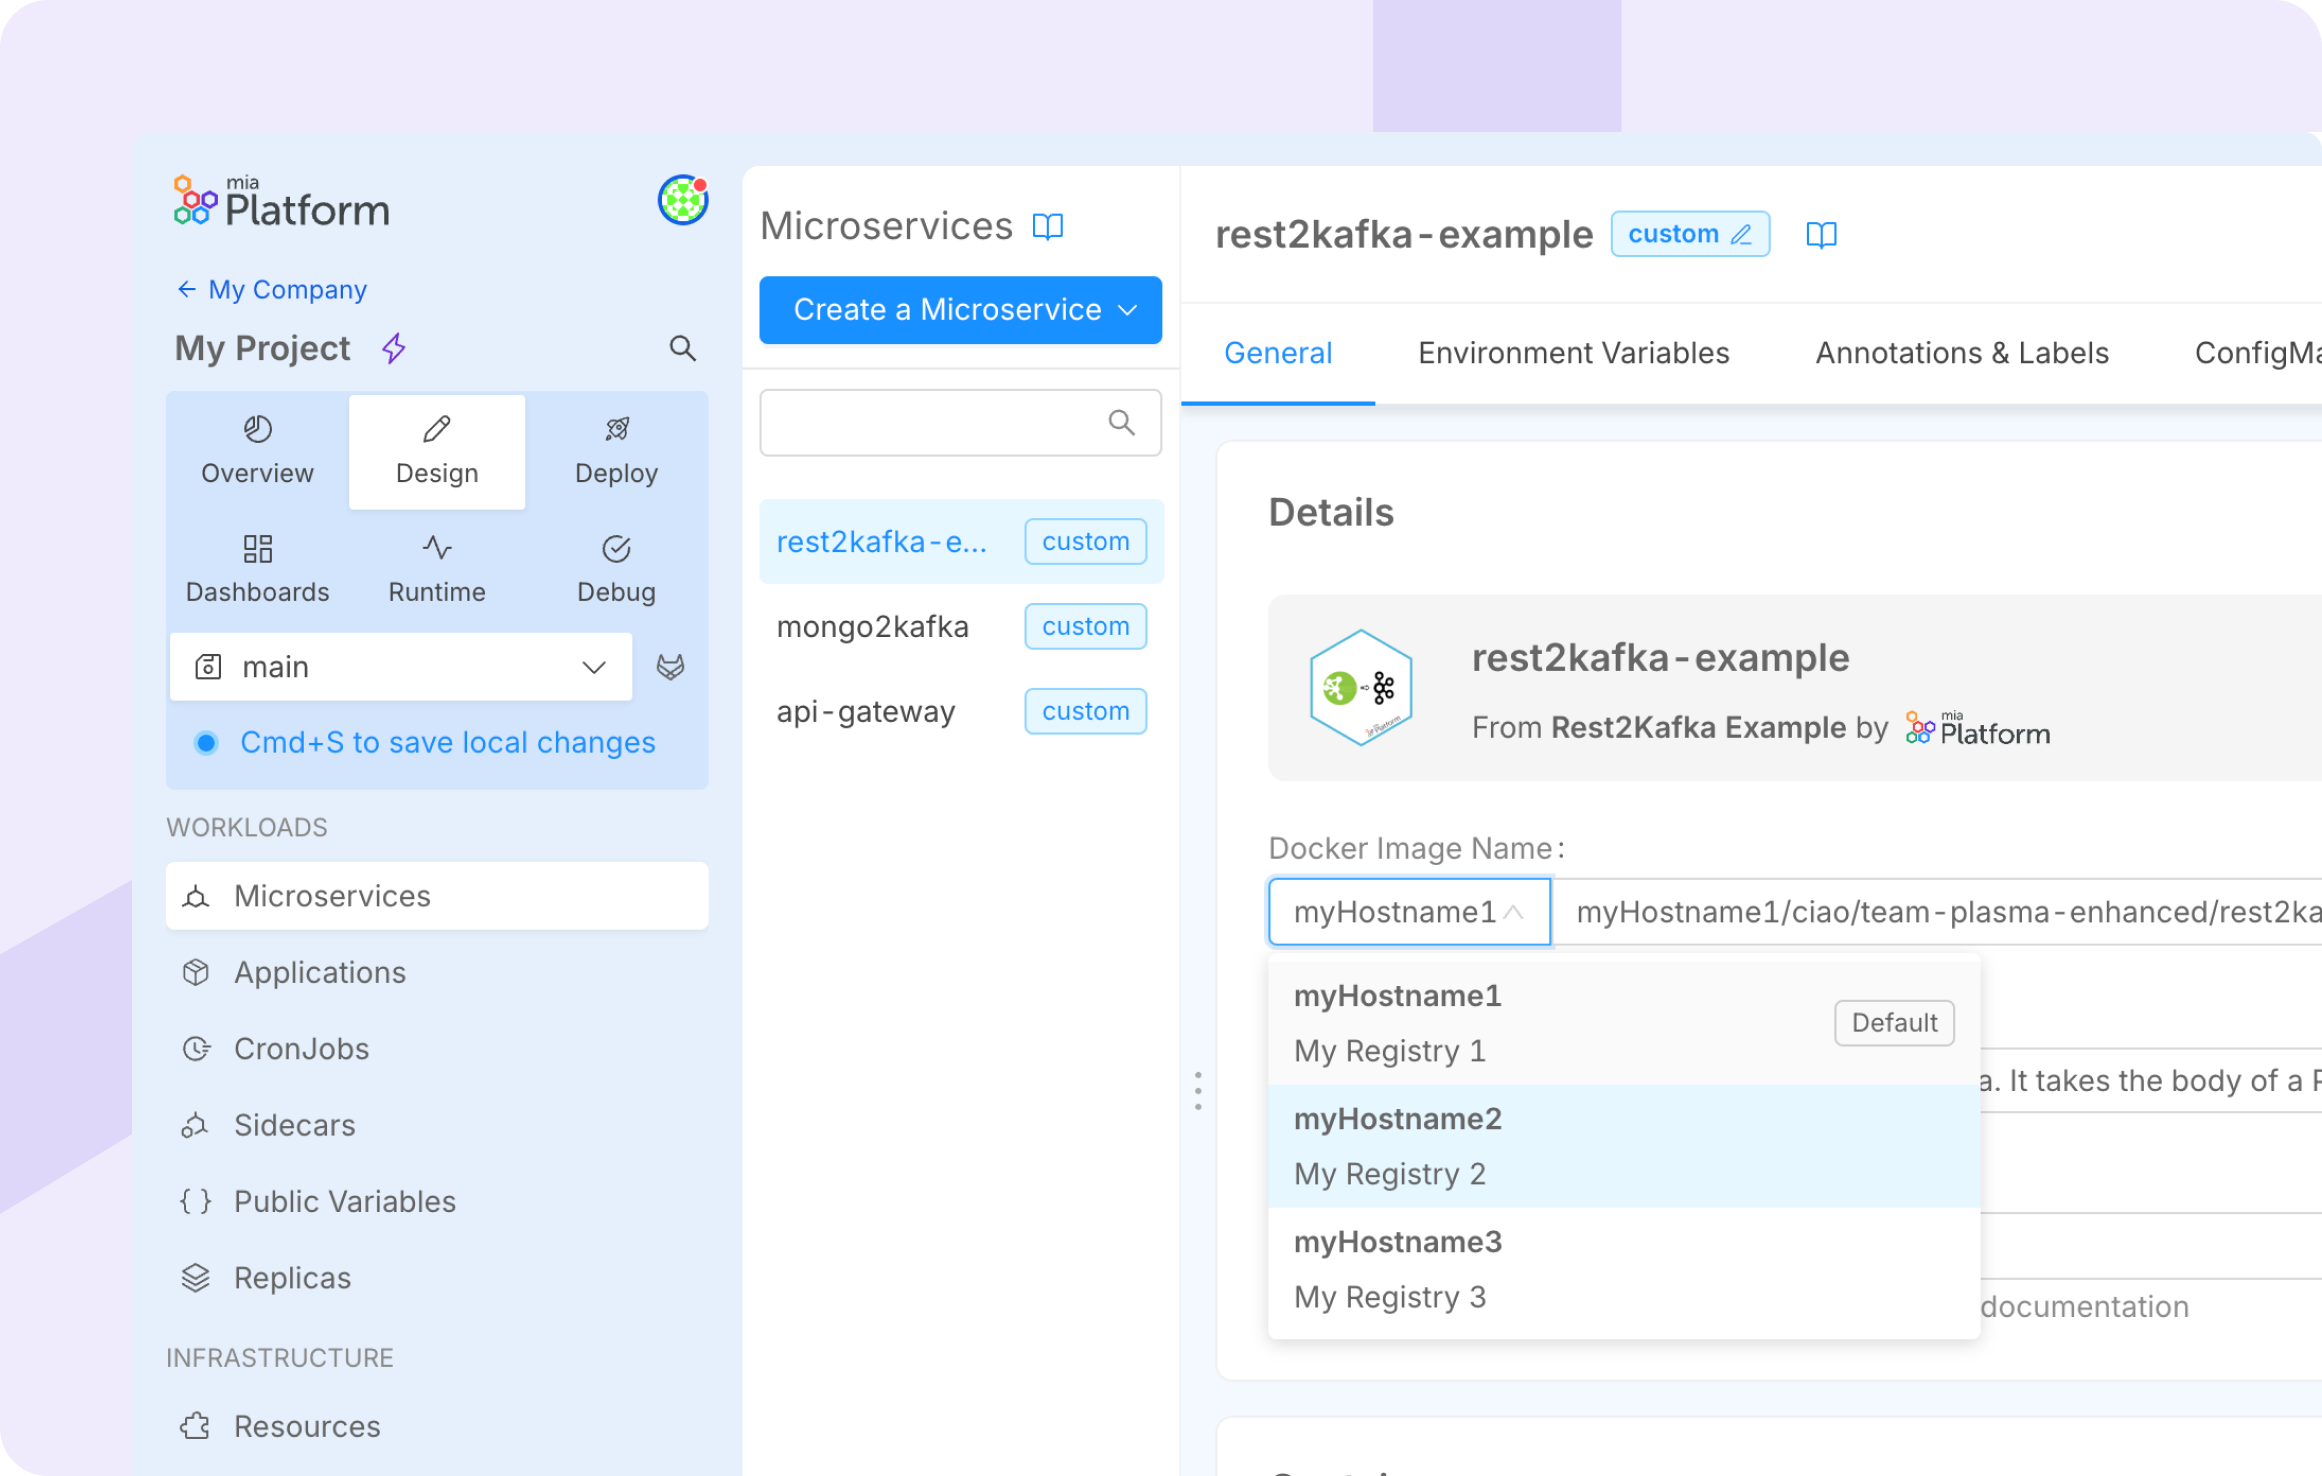 mia
Platform
My Company
My Project
Overview
Design
Deploy
Dashboards
Runtime
Debug
main
Cmd+S to save local changes
WORKLOADS
Microservices
Applications
CronJobs
Sidecars
Public Variables
Replicas
INFRASTRUCTURE
Resources
Microservices
Create a Microservice
rest2kafka-e... custom
mongo2kafka custom
api-gateway custom
rest2kafka-example custom
General Environment Variables Annotations & Labels ConfigMa
Details
rest2kafka-example
From Rest2Kafka Example by mia Platform
Docker Image Name:
myHostname1 myHostname1/ciao/team-plasma-enhanced/rest2ka
myHostname1
Default
My Registry 1
a. It takes the body of a P
myHostname2
My Registry 2
myHostname3
My Registry 3
documentation